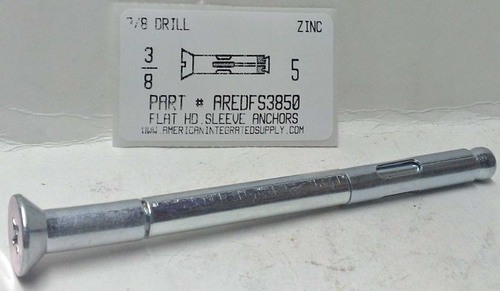 3/8 DRILL ZINC
3/8 5
PART # AREDFS3850
FLAT HD SLEEVE ANCHORS
WWW.AMERICANINTEGRATEDSUPPLY.COM